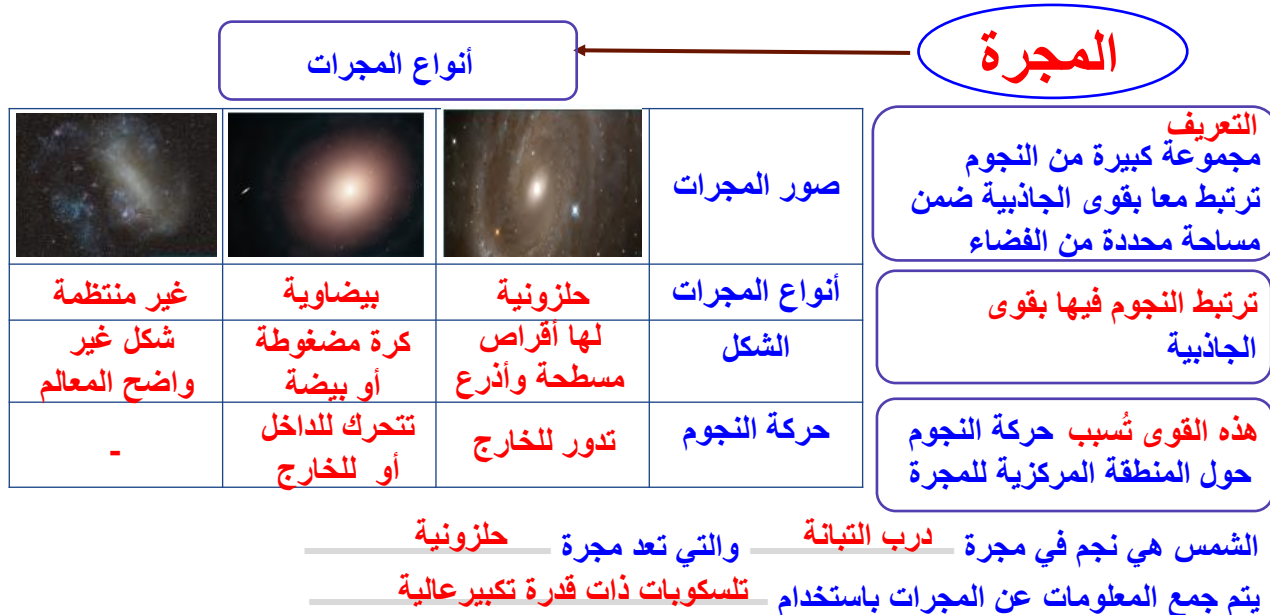 المجرة
أنواع المجرات
التعريف
مجموعة كبيرة من النجوم
ترتبط معا بقوى الجاذبية ضمن
مساحة محددة من الفضاء
ترتبط النجوم فيها بقوى
الجاذبية
هذه القوى تُسبب حركة النجوم
حول المنطقة المركزية للمجرة
صور المجرات
أنواع المجرات
حلزونية
بيضاوية
غير منتظمة
الشكل
لها أقراص
مسطحة وأذرع
كرة مضغوطة
أو بيضة
شكل غير
واضح المعالم
حركة النجوم
تدور للخارج
تتحرك للداخل
أو للخارج
-
الشمس هي نجم في مجرة درب التبانة والتي تعد مجرة حلزونية
يتم جمع المعلومات عن المجرات باستخدام تلسكوبات ذات قدرة تكبيرعالية